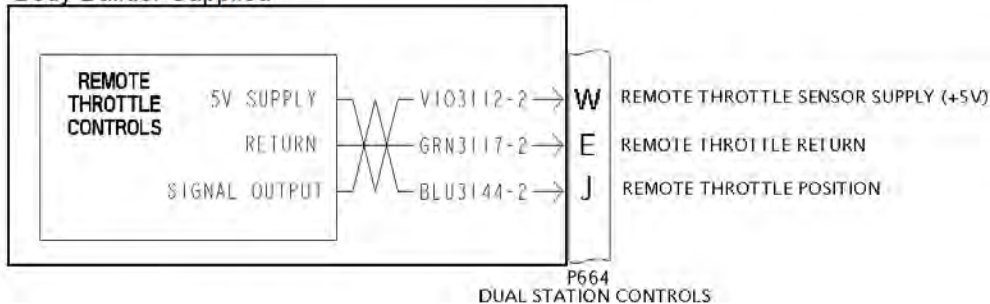 Body Builder Supplied
REMOTE THROTTLE CONTROLS
5V SUPPLY
RETURN
SIGNAL OUTPUT
VIO3112-2
GRN3117-2
BLU3144-2
W REMOTE THROTTLE SENSOR SUPPLY (+5V)
E REMOTE THROTTLE RETURN
J REMOTE THROTTLE POSITION
P664
DUAL STATION CONTROLS